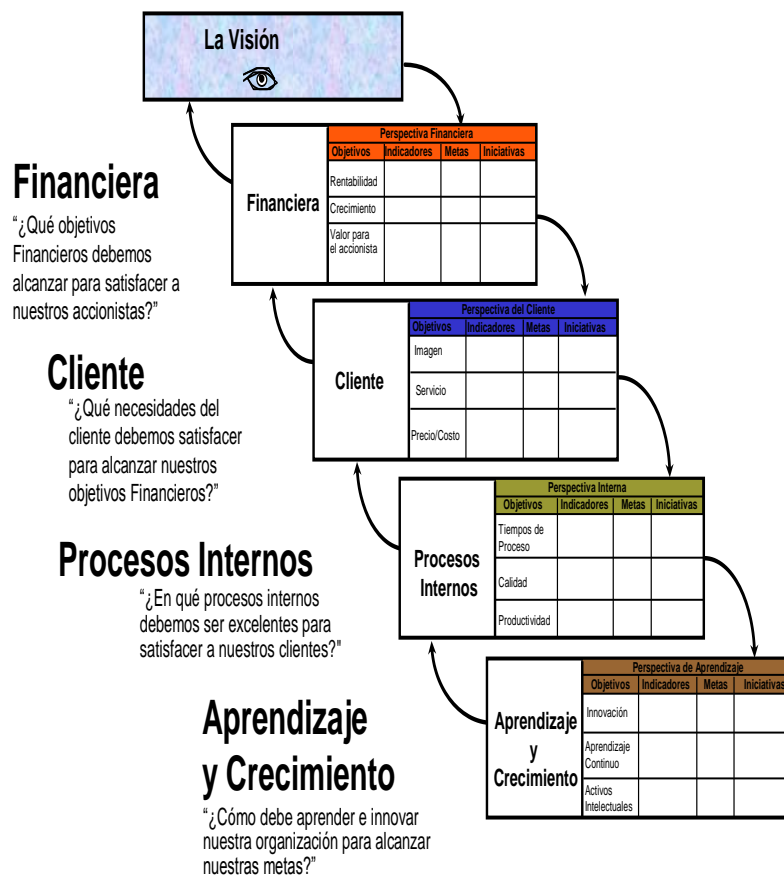 La Visión
Financiera
“¿Qué objetivos
Financieros debemos
alcanzar para satisfacer a
nuestros accionistas?”
Financiera
Perspectiva Financiera
Objetivos Indicadores Metas Iniciativas
Rentabilidad
Crecimiento
Valor para
el accionista
Cliente
“¿Qué necesidades del
cliente debemos satisfacer
para alcanzar nuestros
objetivos Financieros?”
Cliente
Perspectiva del Cliente
Objetivos Indicadores Metas Iniciativas
Imagen
Servicio
Precio/Costo
Procesos Internos
“¿En qué procesos internos
debemos ser excelentes para
satisfacer a nuestros clientes?"
Procesos
Internos
Perspectiva Interna
Objetivos Indicadores Metas Iniciativas
Tiempos de
Proceso
Calidad
Productividad
Aprendizaje
y Crecimiento
“¿Cómo debe aprender e innovar
nuestra organización para alcanzar
nuestras metas?”
Aprendizaje
y
Crecimiento
Perspectiva de Aprendizaje
Objetivos Indicadores Metas Iniciativas
Innovación
Aprendizaje
Continuo
Activos
Intelectuales